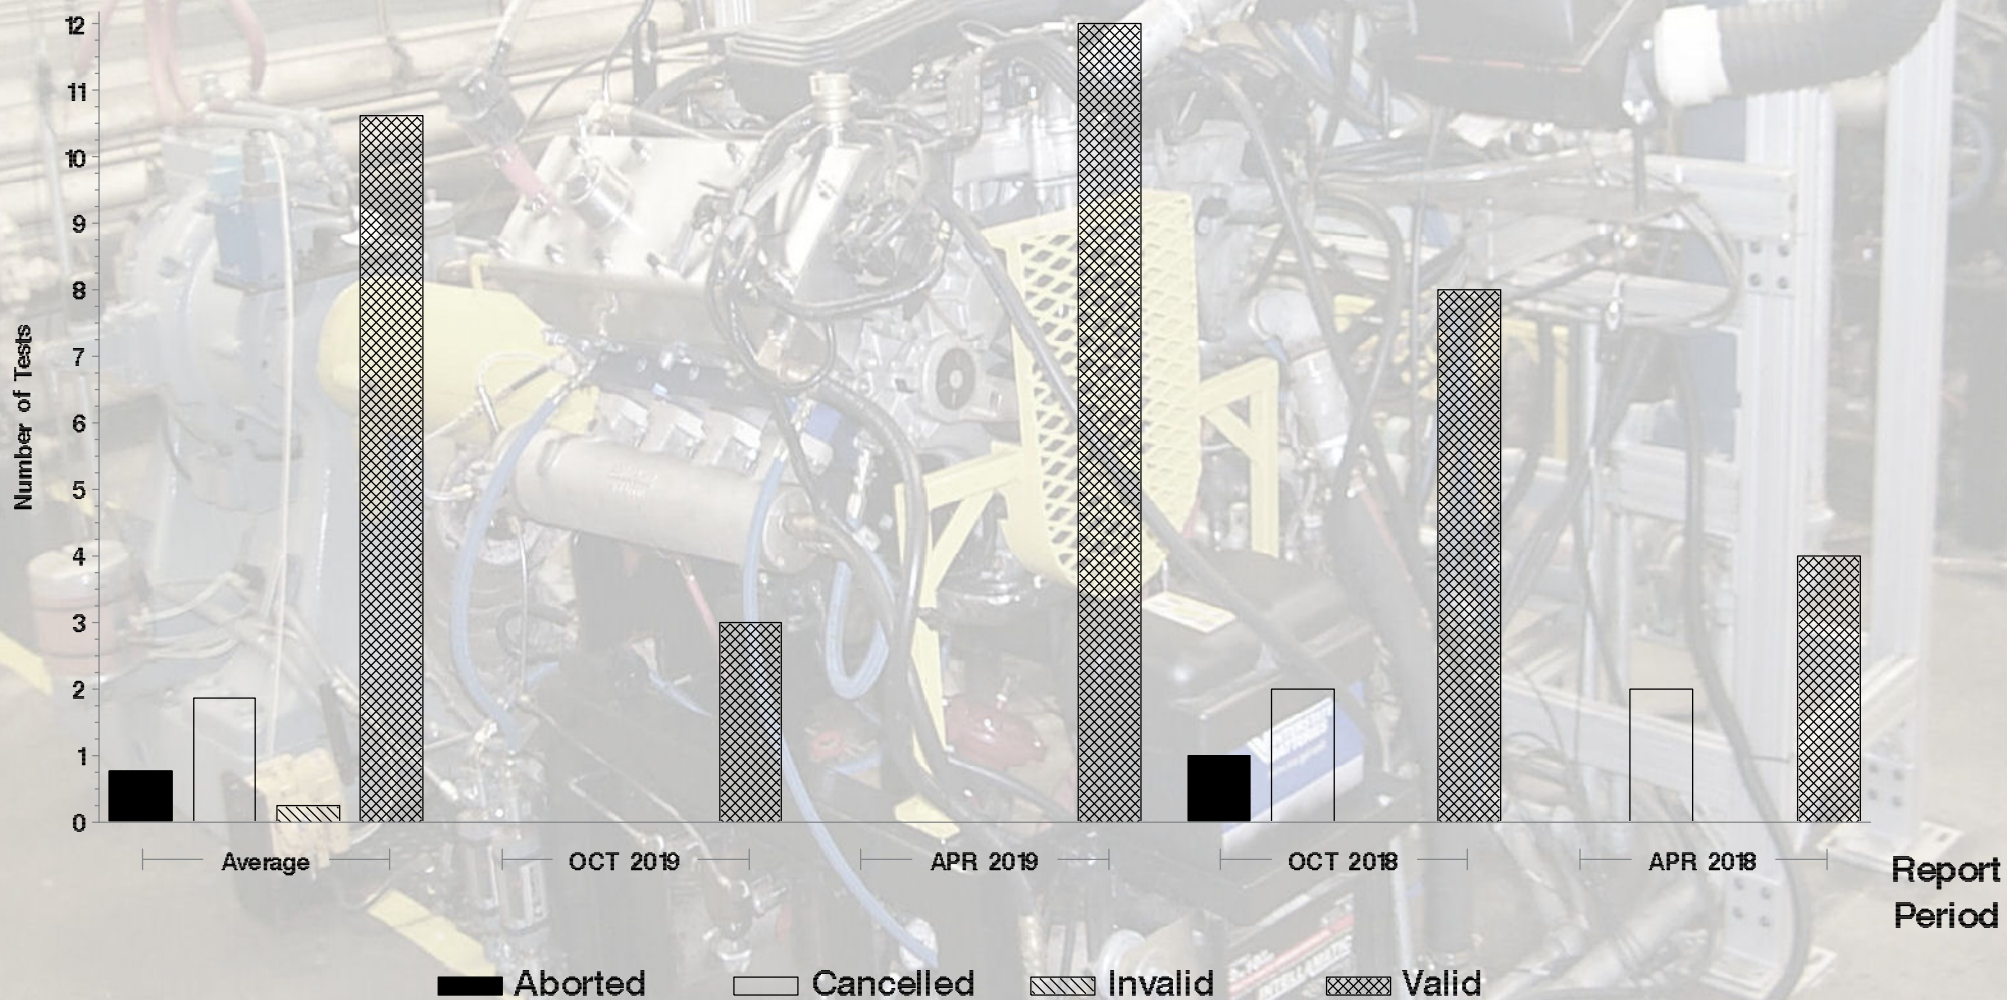 12
11
10
9
8
7
6
5
4
3
2
1
0
Number of Tests
Average
OCT 2019
APR 2019
OCT 2018
APR 2018
Report
Period
Aborted
Cancelled
Invalid
Valid